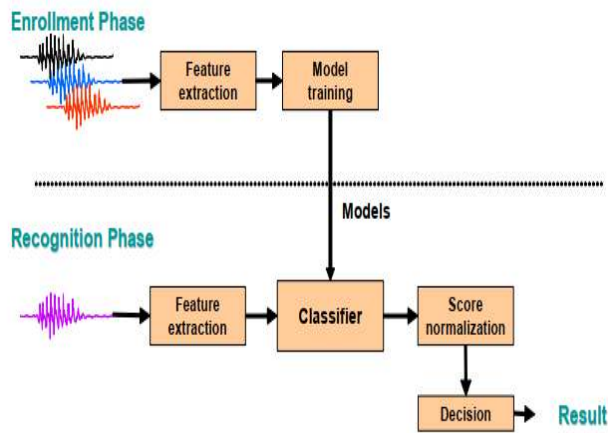 Enrollment Phase
Feature
extraction
Model
training
Models
Recognition Phase
Feature
extraction
Classifier
Score
normalization
Decision
Result